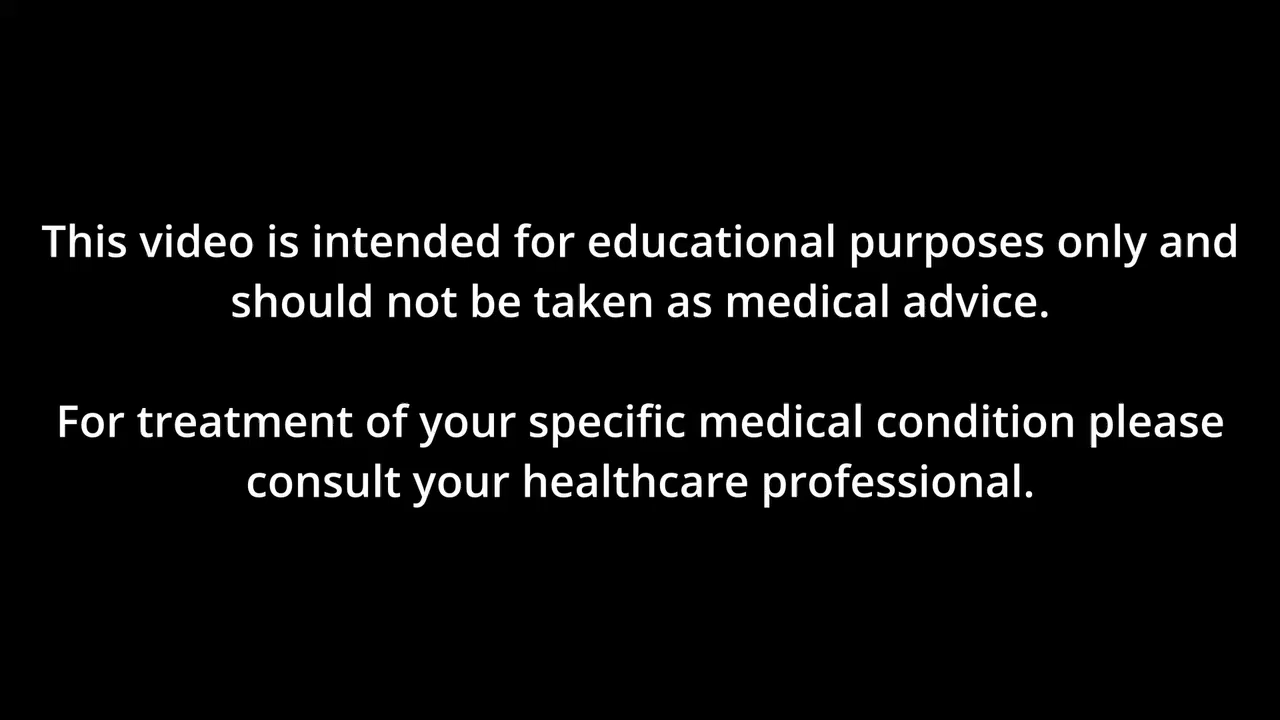 This video is intended for educational purposes only and
should not be taken as medical advice.
For treatment of your specific medical condition please
consult your healthcare professional.